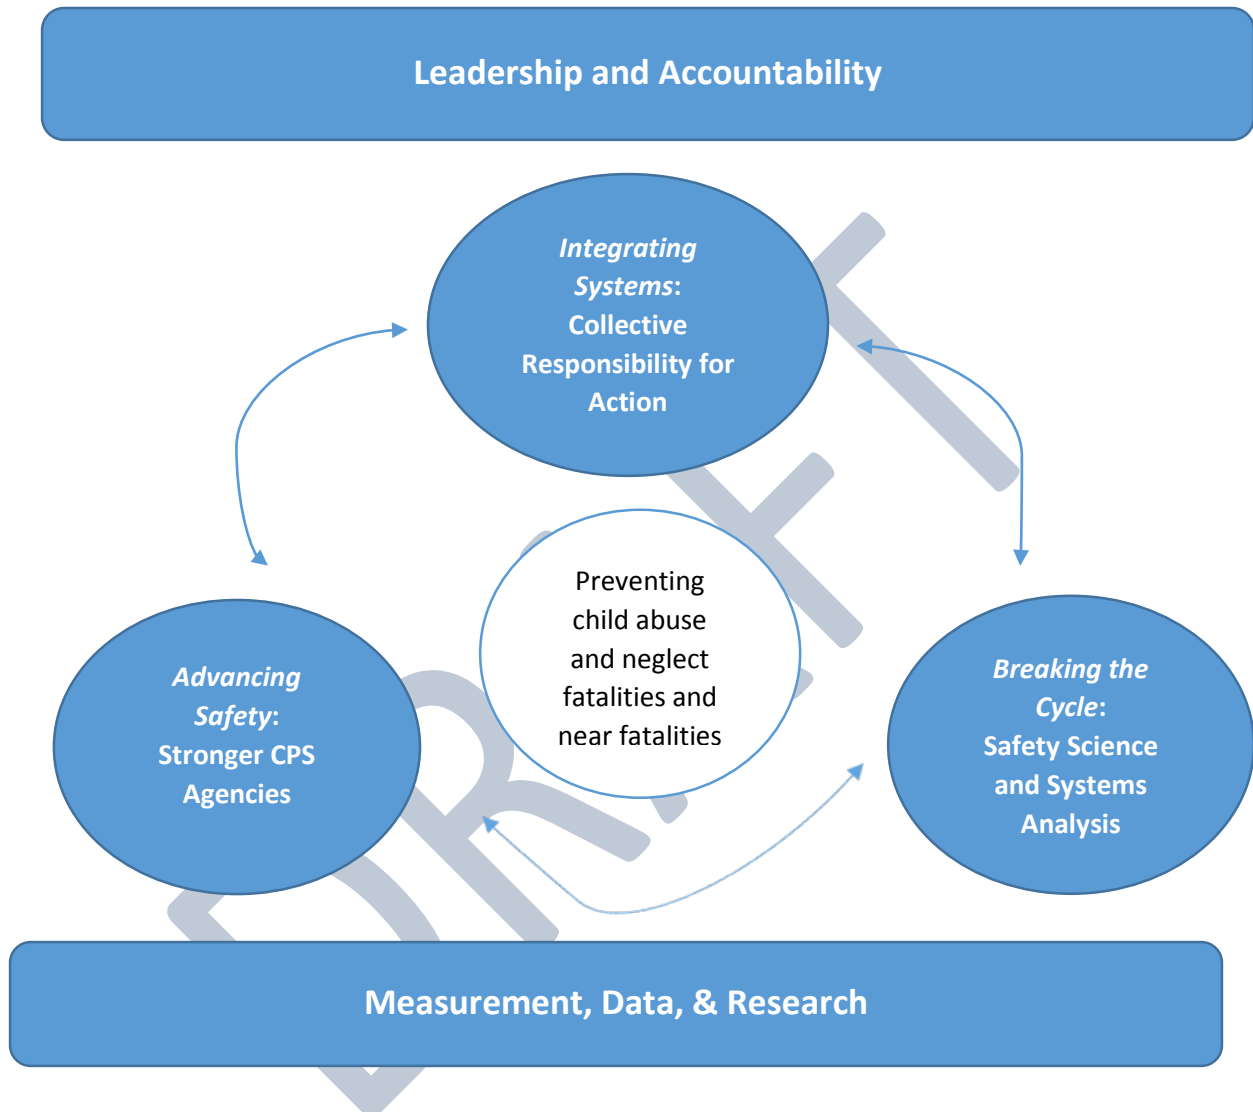 Leadership and Accountability
Integrating
Systems:
Collective
Responsibility for
Action
Preventing
child abuse
and neglect
fatalities and
near fatalities
Advancing
Safety:
Stronger CPS
Agencies
Breaking the
Cycle:
Safety Science
and Systems
Analysis
Measurement, Data, & Research
DRAFT